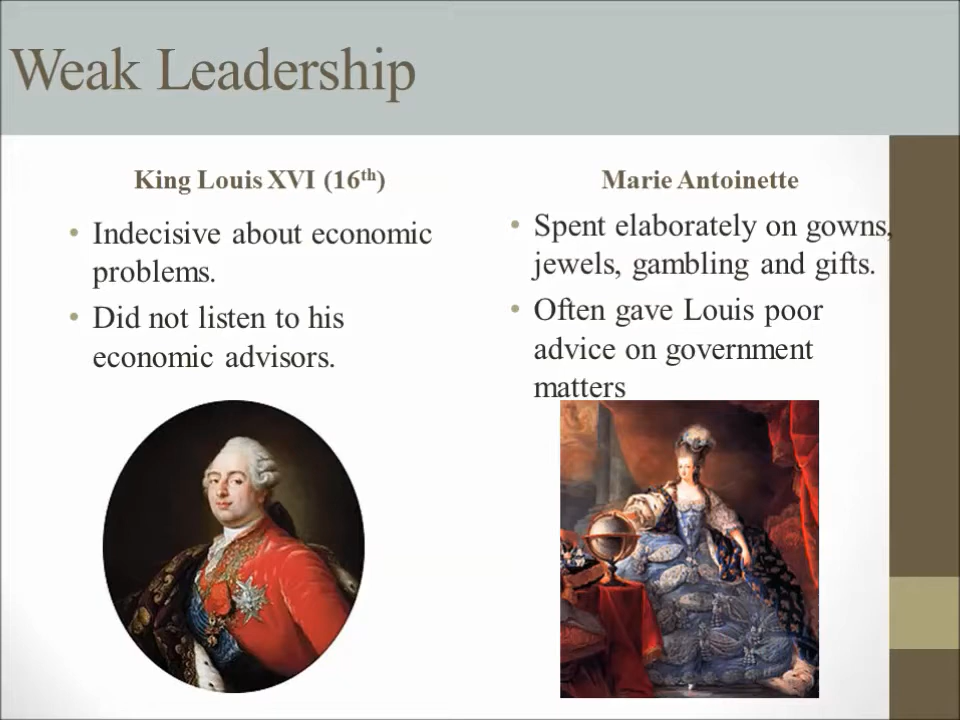 Weak Leadership
King Louis XVI (16th)
• Indecisive about economic
problems.
• Did not listen to his
economic advisors.
Marie Antoinette
• Spent elaborately on gowns,
jewels, gambling and gifts.
• Often gave Louis poor
advice on government
matters